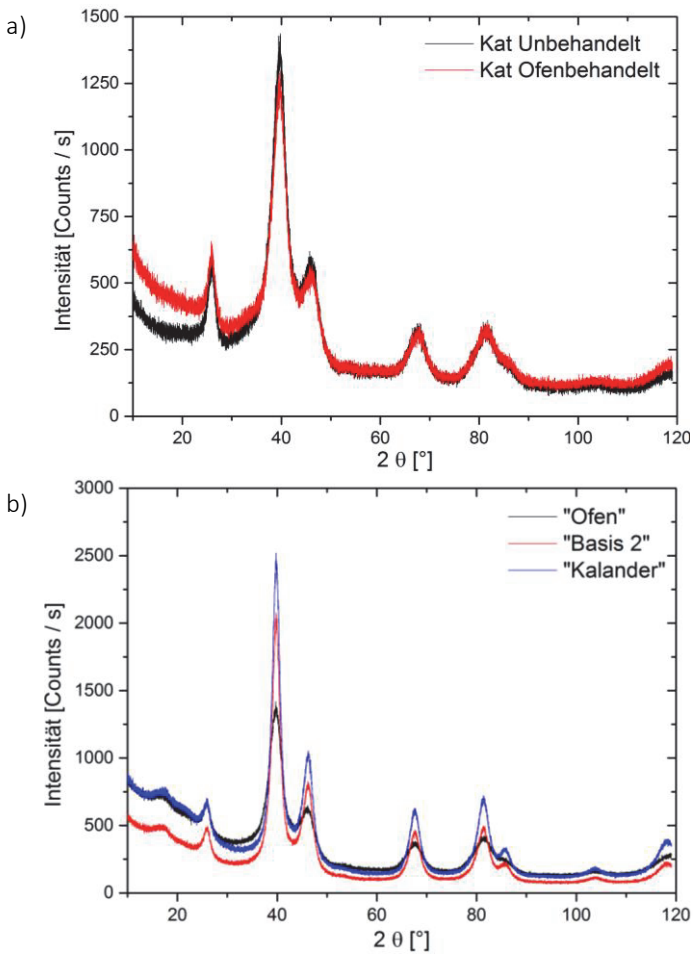 a)
1500
1250
1000
750
500
250
0
Intensität [Counts / s]
Kat Unbehandelt
Kat Ofenbehandelt
20 40 60 80 100 120
2 θ [°]
b)
3000
2500
2000
1500
1000
500
0
Intensität [Counts / s]
"Ofen"
"Basis 2"
"Kalander"
20 40 60 80 100 120
2 θ [°]